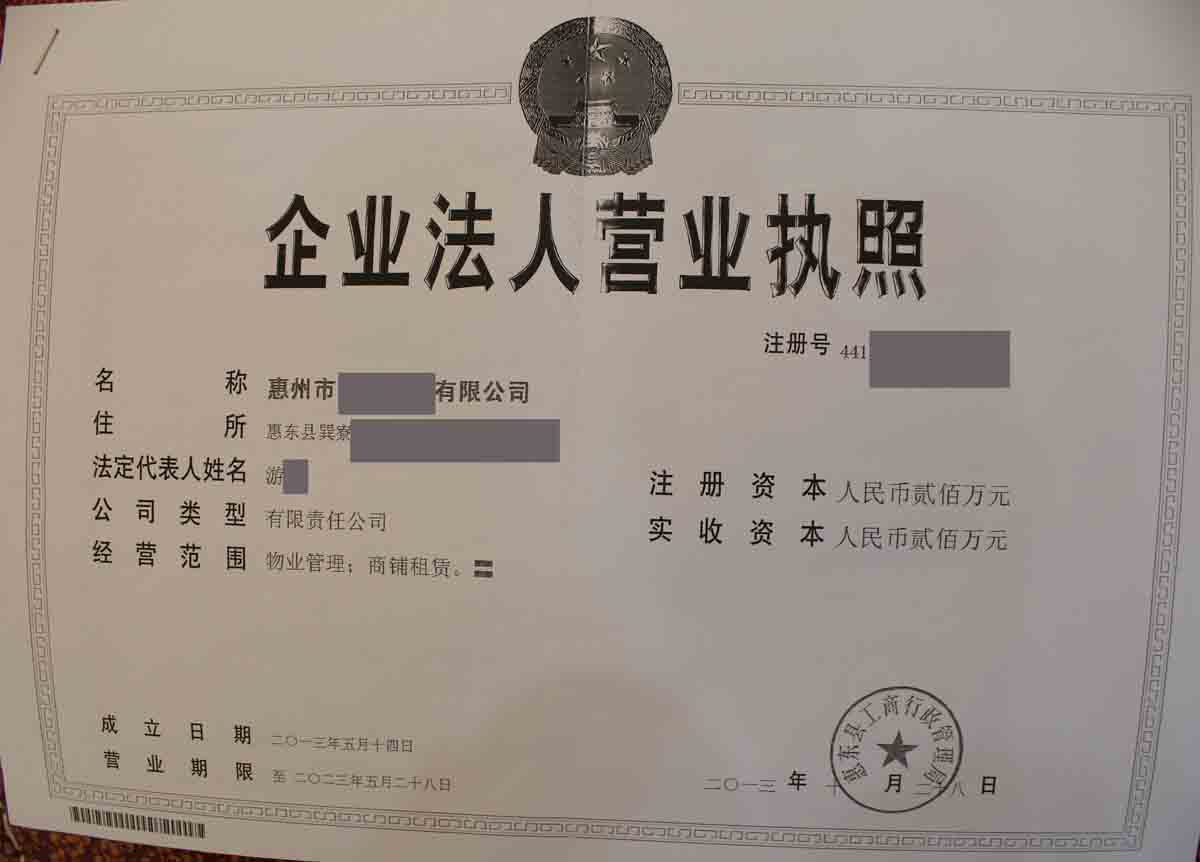 企业法人营业执照
注册号 441
名称 惠州市 有限公司
住所 惠东县巽寮
法定代表人姓名 游
注册资本 人民币贰佰万元
公司类型 有限责任公司
实收资本 人民币贰佰万元
经营范围 物业管理；商铺租赁。
成立日期 二〇一三年五月十四日
营业期限 至 二〇二三年五月二十八日
惠东县工商行政管理局
二〇一三 年 十 月 二十八 日